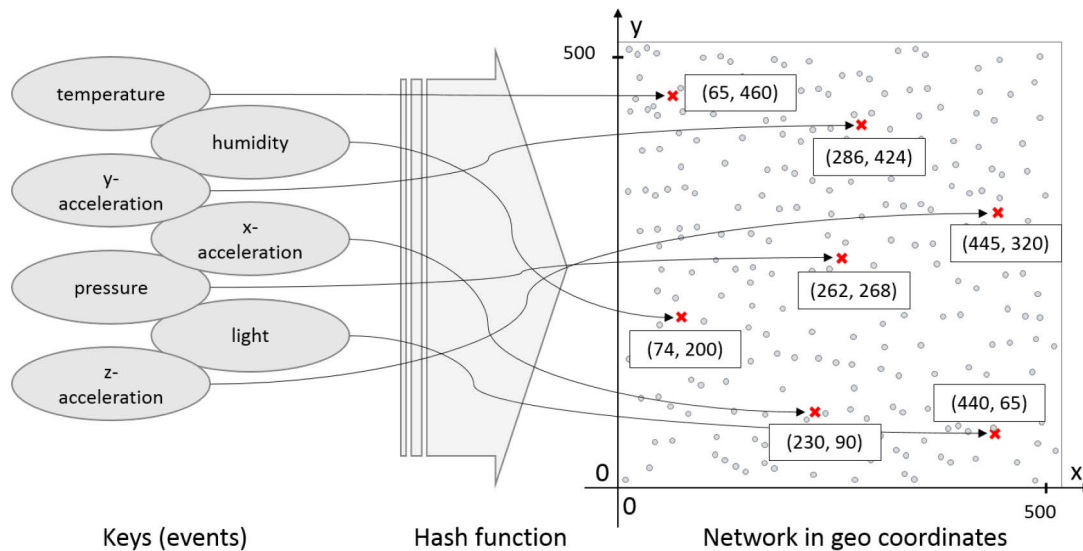 temperature
humidity
y-
acceleration
x-
acceleration
pressure
light
z-
acceleration
Keys (events)
Hash function
y
500
(65, 460)
(286, 424)
(445, 320)
(262, 268)
(74, 200)
(440, 65)
(230, 90)
0
0
x
500
Network in geo coordinates